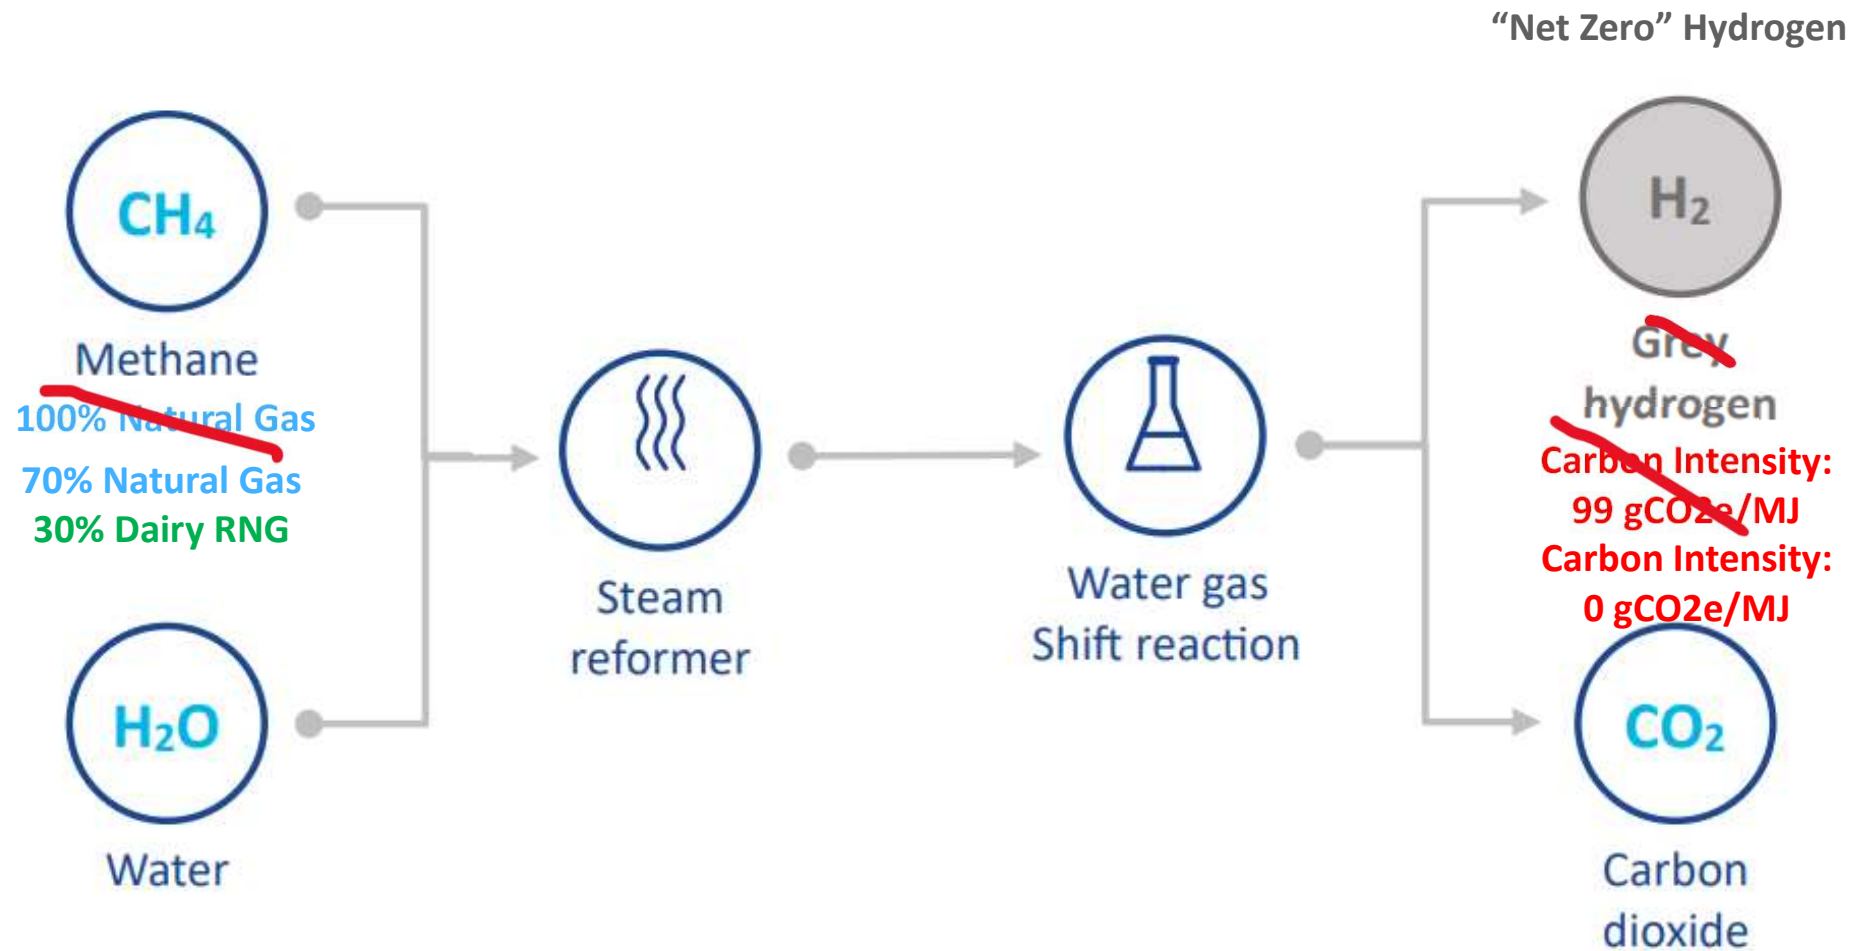 “Net Zero” Hydrogen
CH₄
Methane
100% Natural Gas
70% Natural Gas
30% Dairy RNG
H₂O
Water
Steam
reformer
Water gas
Shift reaction
H₂
Grey
hydrogen
Carbon Intensity:
99 gCO2e/MJ
Carbon Intensity:
0 gCO2e/MJ
CO₂
Carbon
dioxide